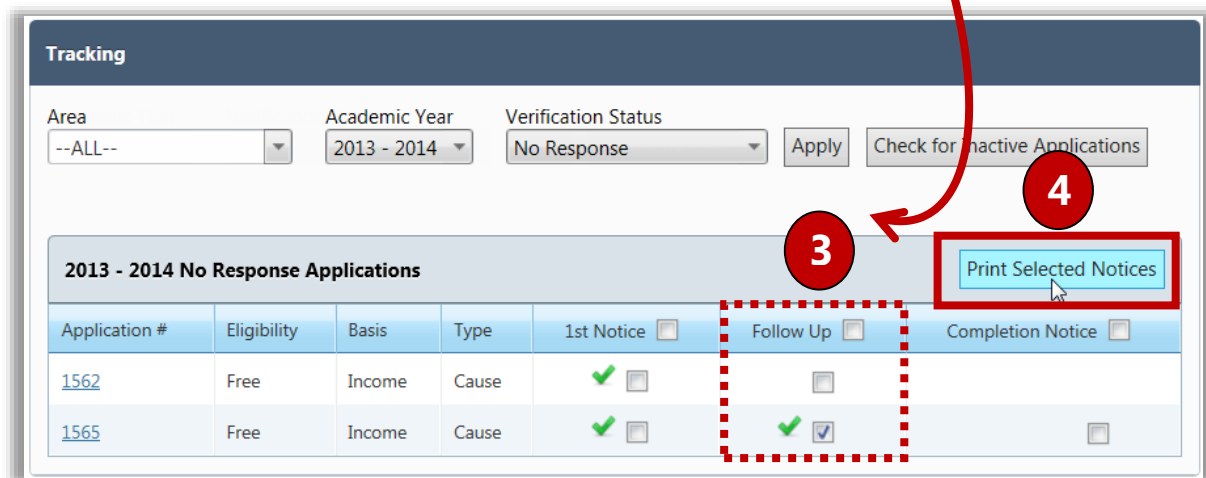 Tracking
Area Academic Year Verification Status
--ALL-- 2013 - 2014 No Response Apply Check for Inactive Applications
4
3
2013 - 2014 No Response Applications Print Selected Notices
Application # Eligibility Basis Type 1st Notice Follow Up Completion Notice
1562 Free Income Cause
1565 Free Income Cause